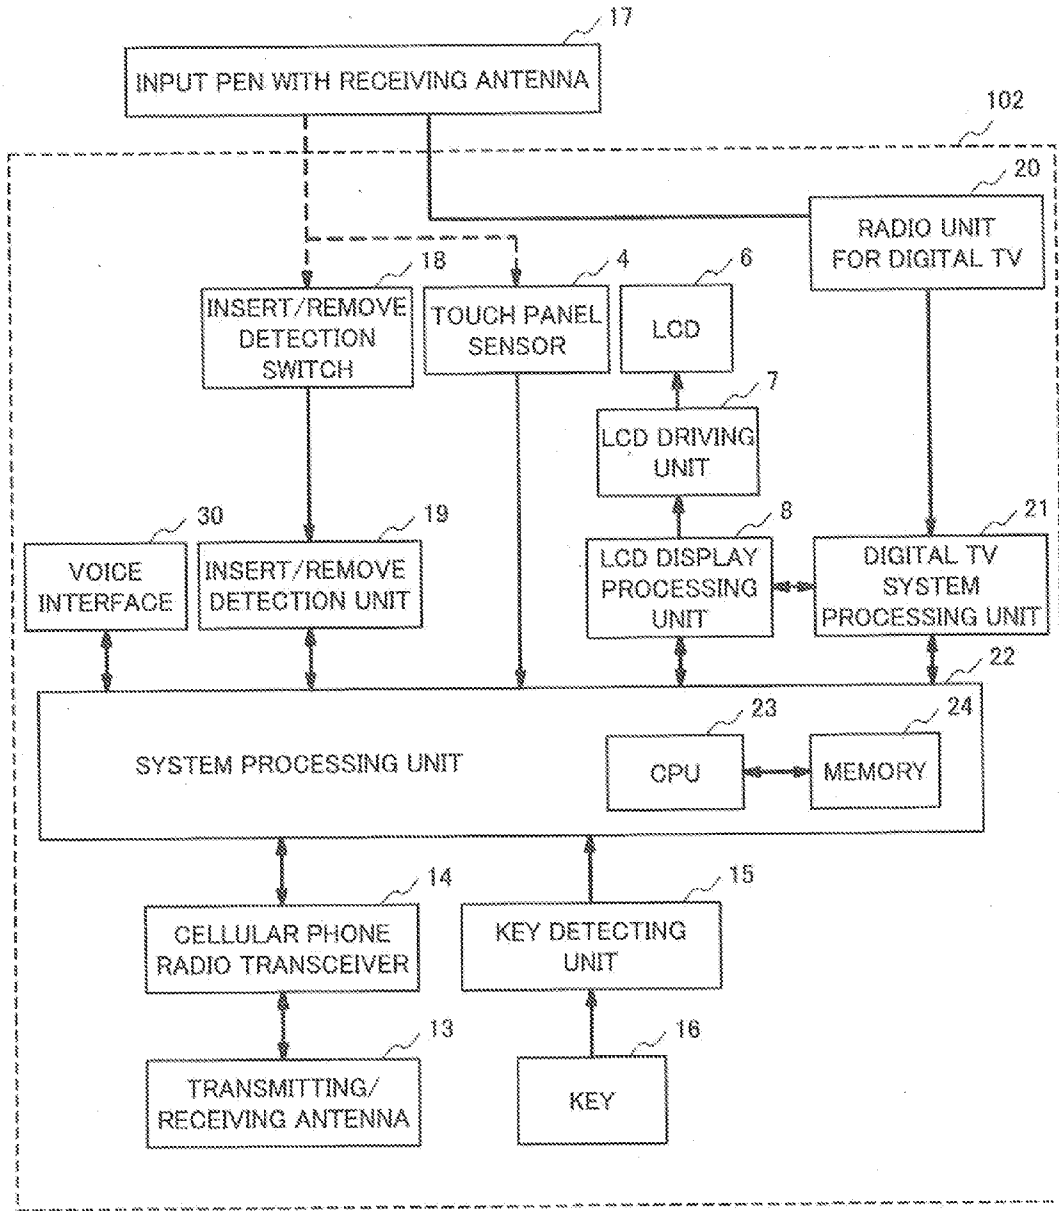 17
INPUT PEN WITH RECEIVING ANTENNA
102
20
RADIO UNIT
FOR DIGITAL TV
18
INSERT/REMOVE
DETECTION
SWITCH
4
TOUCH PANEL
SENSOR
6
LCD
7
LCD DRIVING
UNIT
30
VOICE
INTERFACE
19
INSERT/REMOVE
DETECTION UNIT
8
LCD DISPLAY
PROCESSING
UNIT
21
DIGITAL TV
SYSTEM
PROCESSING UNIT
22
SYSTEM PROCESSING UNIT
23
CPU
24
MEMORY
14
CELLULAR PHONE
RADIO TRANSCEIVER
15
KEY DETECTING
UNIT
13
TRANSMITTING/
RECEIVING ANTENNA
16
KEY